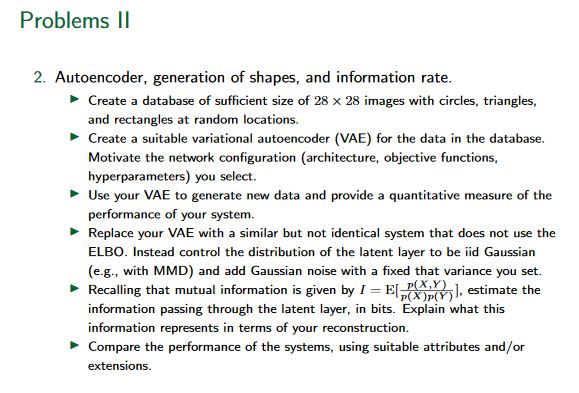 Problems II
2. Autoencoder, generation of shapes, and information rate.
▶ Create a database of sufficient size of 28 × 28 images with circles, triangles,
and rectangles at random locations.
▶ Create a suitable variational autoencoder (VAE) for the data in the database.
Motivate the network configuration (architecture, objective functions,
hyperparameters) you select.
▶ Use your VAE to generate new data and provide a quantitative measure of the
performance of your system.
▶ Replace your VAE with a similar but not identical system that does not use the
ELBO. Instead control the distribution of the latent layer to be iid Gaussian
(e.g., with MMD) and add Gaussian noise with a fixed that variance you set.
▶ Recalling that mutual information is given by I = E[p(X,Y)/p(X)p(Y)], estimate the
information passing through the latent layer, in bits. Explain what this
information represents in terms of your reconstruction.
▶ Compare the performance of the systems, using suitable attributes and/or
extensions.